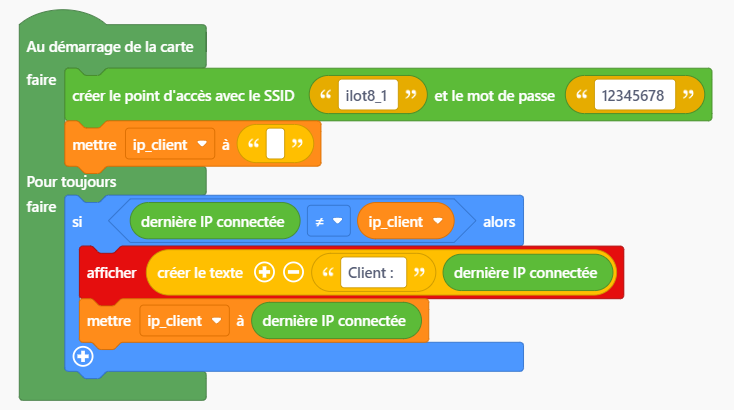 Au démarrage de la carte
faire
créer le point d'accès avec le SSID “ ilot8_1 ” et le mot de passe “ 12345678 ”
mettre ip_client à “ ”
Pour toujours
faire
si dernière IP connectée ≠ ip_client alors
afficher créer le texte “ Client : ” dernière IP connectée
mettre ip_client à dernière IP connectée